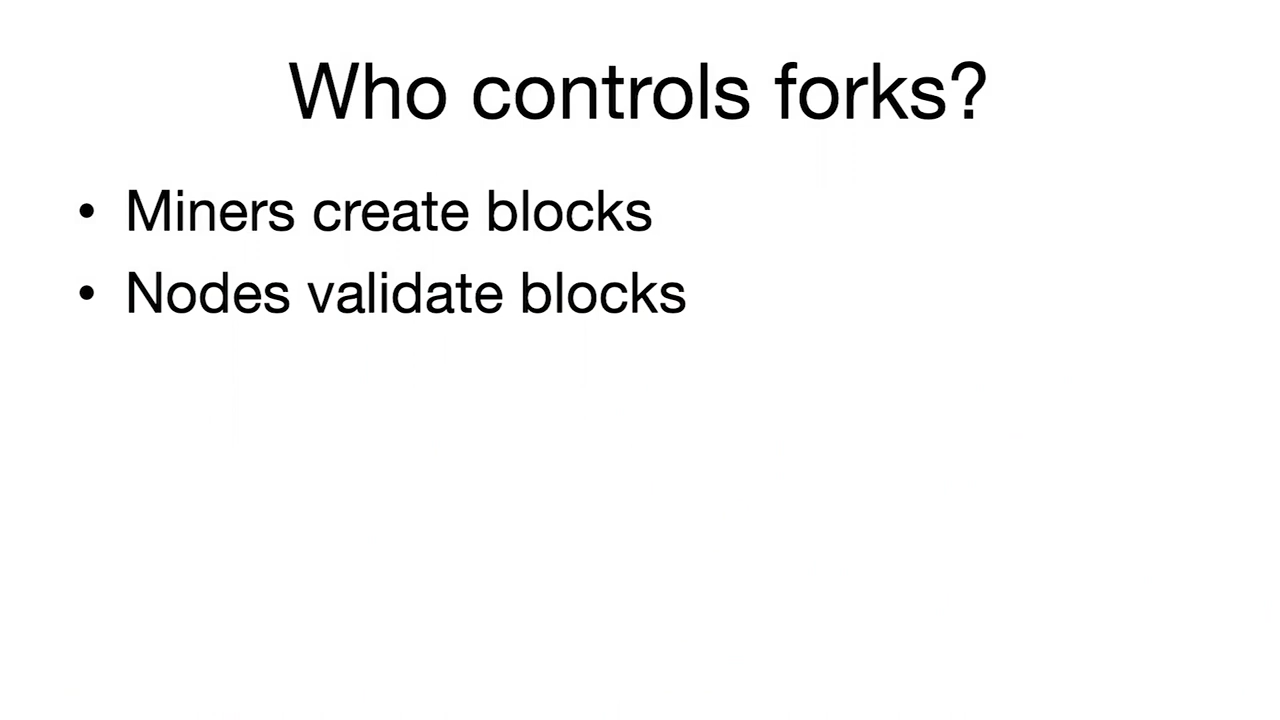 Who controls forks?
• Miners create blocks
• Nodes validate blocks